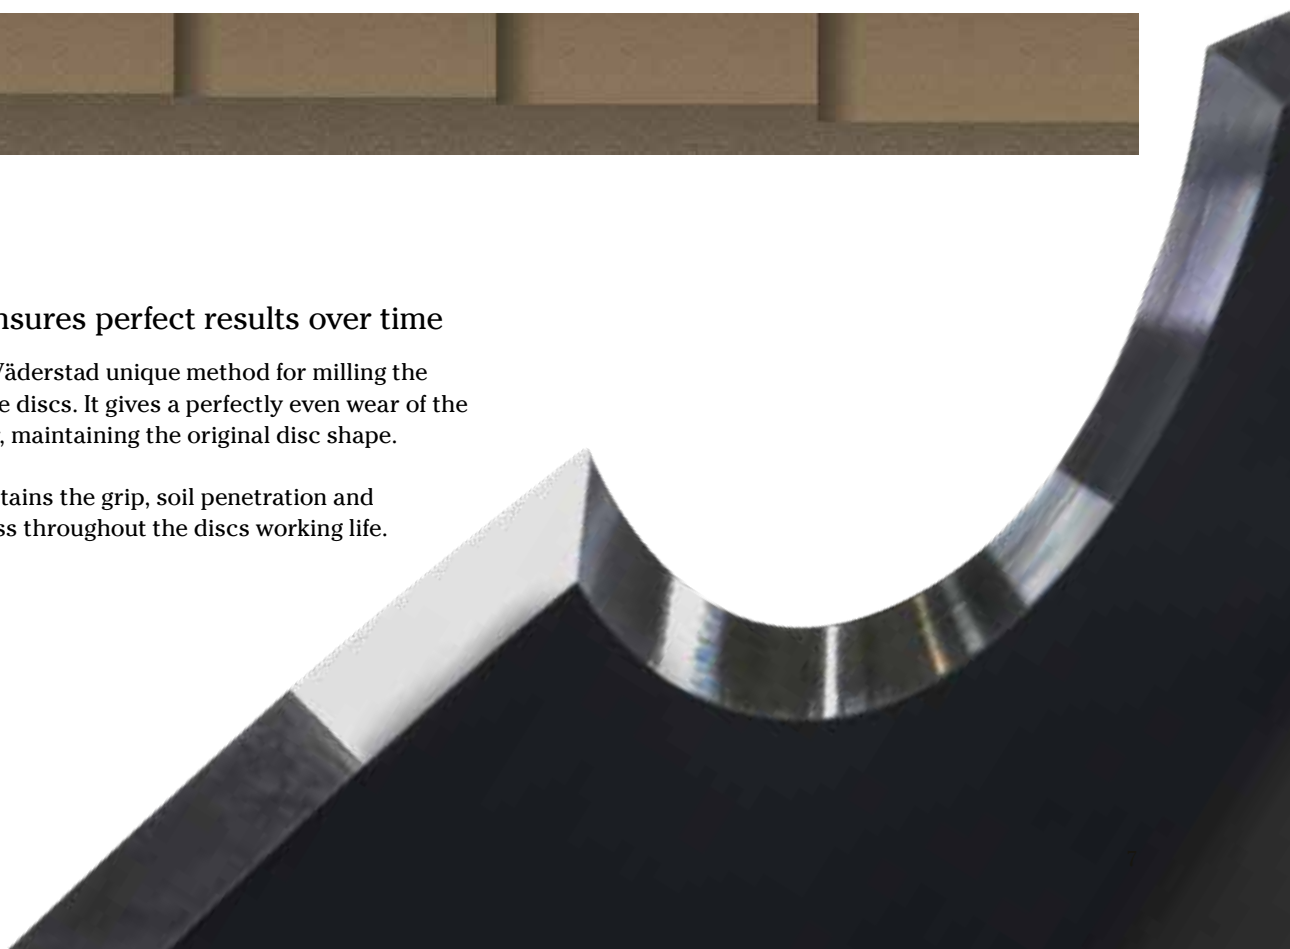 nsures perfect results over time
Väderstad unique method for milling the
e discs. It gives a perfectly even wear of the
, maintaining the original disc shape.
tains the grip, soil penetration and
ss throughout the discs working life.